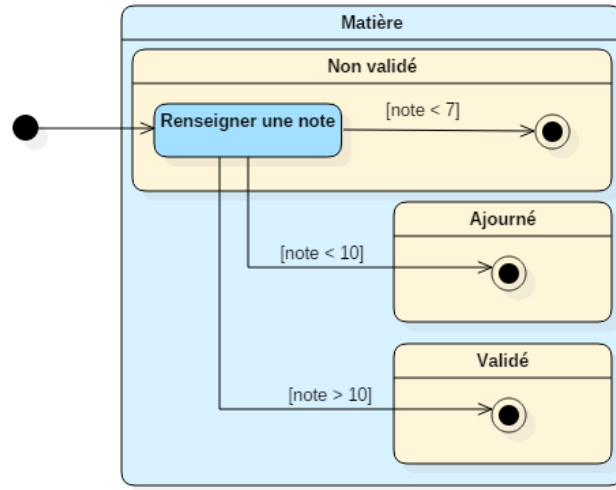 Matière
Non validé
Renseigner une note
[note < 7]
Ajourné
[note < 10]
Validé
[note > 10]